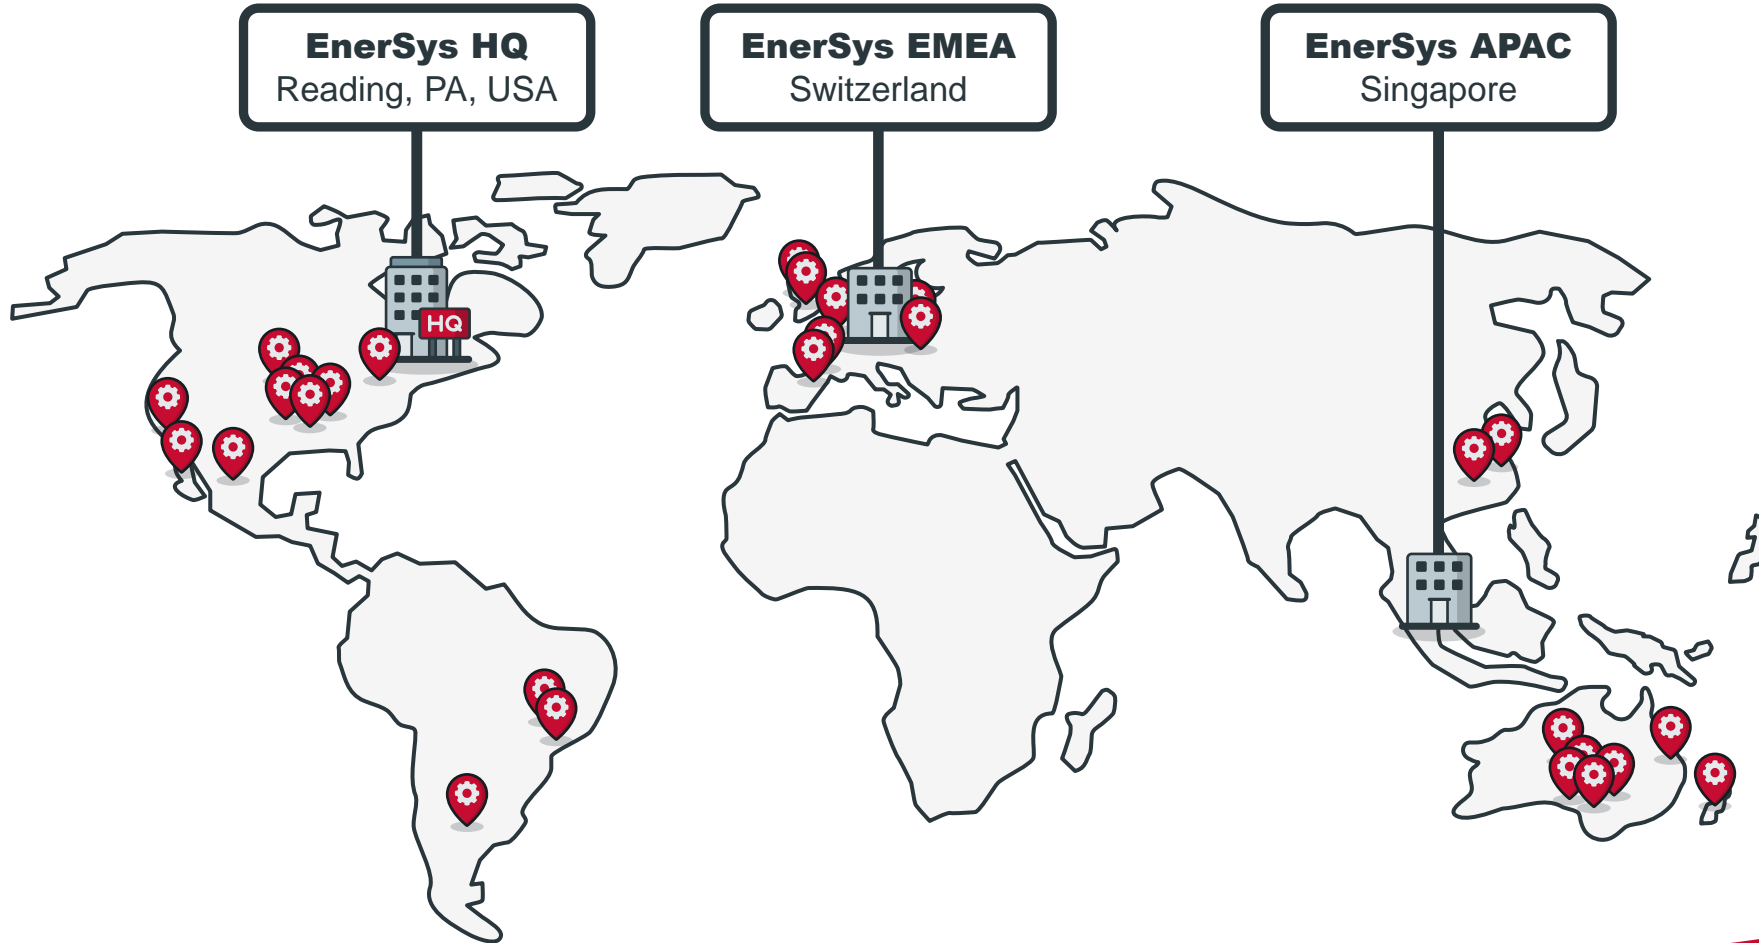 EnerSys HQ
Reading, PA, USA
EnerSys EMEA
Switzerland
EnerSys APAC
Singapore
HQ